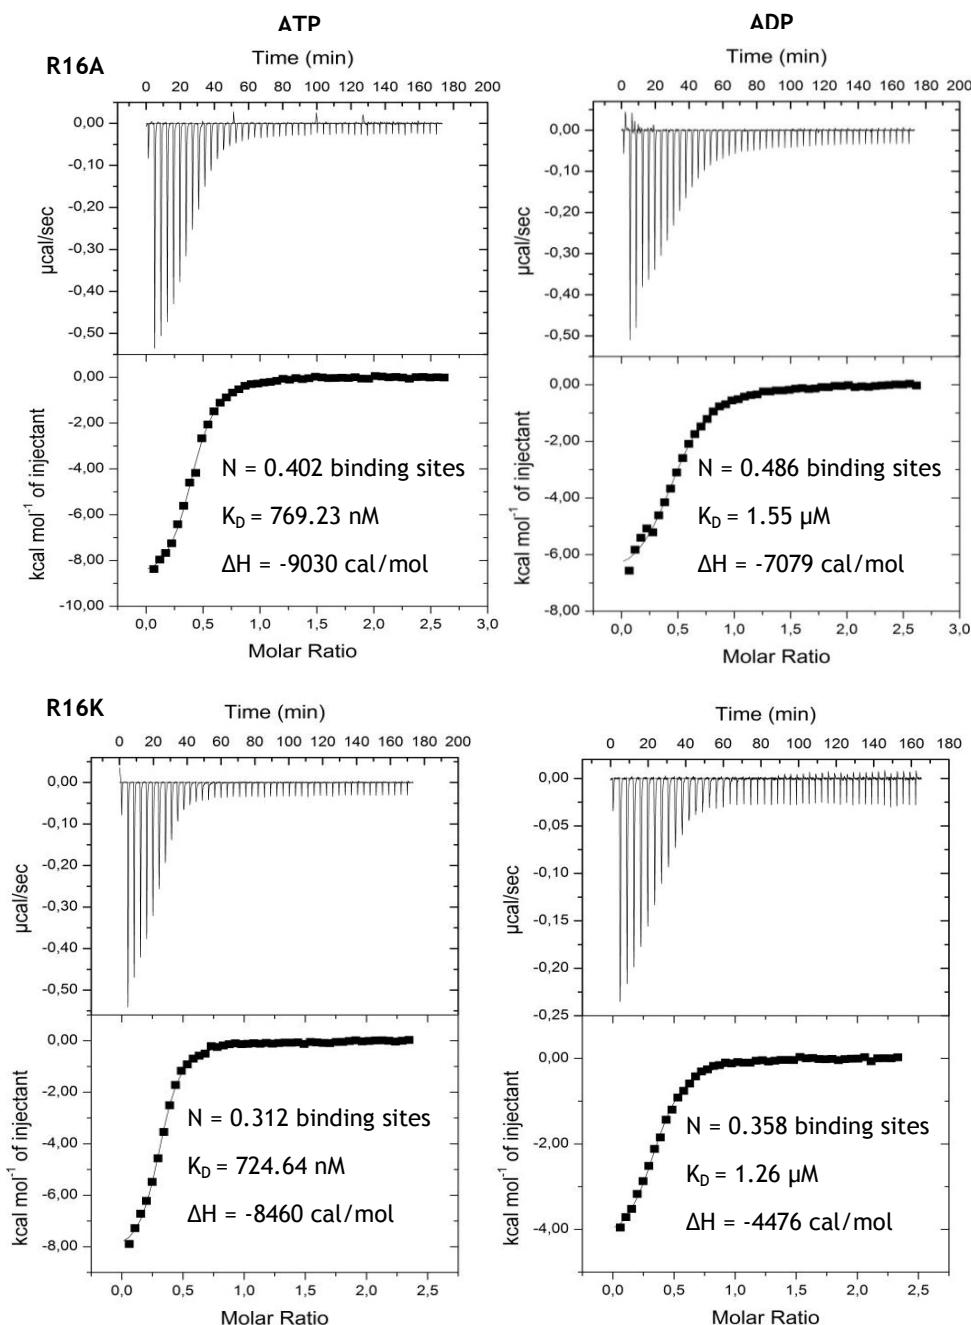 ATP
ADP
R16A
Time (min)
0 20 40 60 80 100 120 140 160 180 200
0,00
-0,10
-0,20
-0,30
-0,40
-0,50
µcal/sec
0,00
-2,00
-4,00
-6,00
-8,00
-10,00
kcal mol⁻¹ of injectant
N = 0.402 binding sites
K_D = 769.23 nM
ΔH = -9030 cal/mol
0,0 0,5 1,0 1,5 2,0 2,5 3,0
Molar Ratio
Time (min)
0 20 40 60 80 100 120 140 160 180 200
0,00
-0,10
-0,20
-0,30
-0,40
-0,50
µcal/sec
0,00
-2,00
-4,00
-6,00
-8,00
kcal mol⁻¹ of injectant
N = 0.486 binding sites
K_D = 1.55 µM
ΔH = -7079 cal/mol
0,0 0,5 1,0 1,5 2,0 2,5 3,0
Molar Ratio
R16K
Time (min)
0 20 40 60 80 100 120 140 160 180 200
0,00
-0,10
-0,20
-0,30
-0,40
-0,50
µcal/sec
0,00
-2,00
-4,00
-6,00
-8,00
kcal mol⁻¹ of injectant
N = 0.312 binding sites
K_D = 724.64 nM
ΔH = -8460 cal/mol
0,0 0,5 1,0 1,5 2,0 2,5
Molar Ratio
Time (min)
0 20 40 60 80 100 120 140 160 180
0,00
-0,05
-0,10
-0,15
-0,20
-0,25
µcal/sec
0,00
-2,00
-4,00
kcal mol⁻¹ of injectant
N = 0.358 binding sites
K_D = 1.26 µM
ΔH = -4476 cal/mol
0,0 0,5 1,0 1,5 2,0 2,5
Molar Ratio